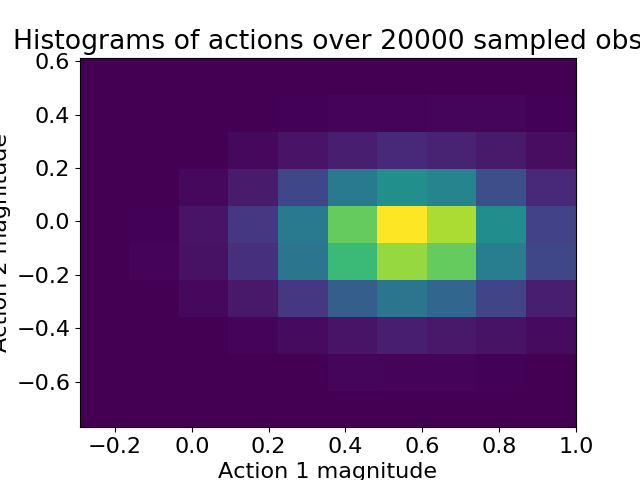 Histograms of actions over 20000 sampled obs
0.6
0.4
0.2
0.0
−0.2
−0.4
−0.6
Action 2 magnitude
−0.2 0.0 0.2 0.4 0.6 0.8 1.0
Action 1 magnitude